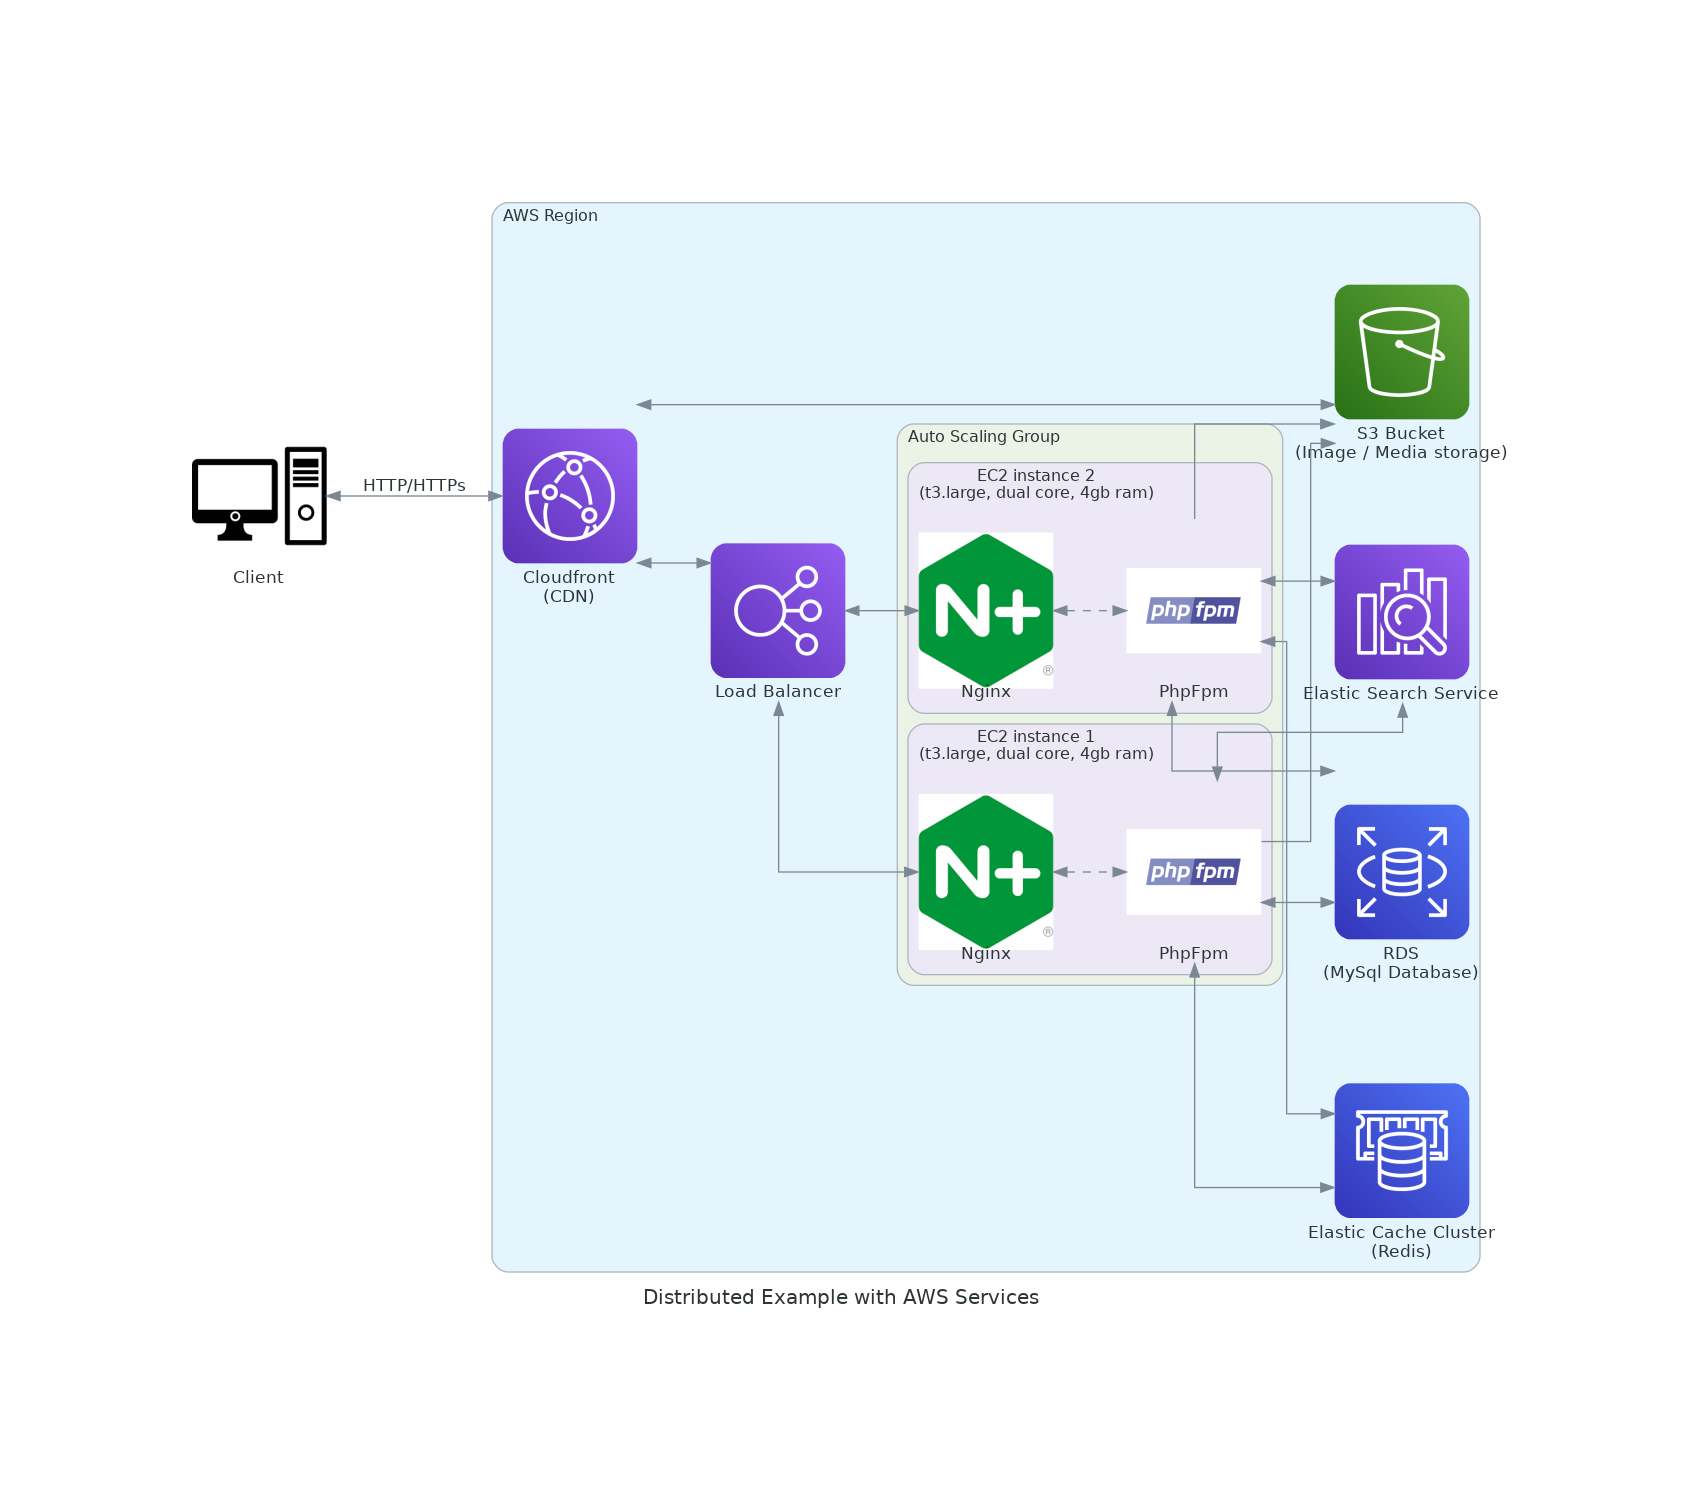 AWS Region
S3 Bucket
(Image / Media storage)
Auto Scaling Group
EC2 instance 2
(t3.large, dual core, 4gb ram)
HTTP/HTTPs
Client
Cloudfront
(CDN)
N+
®
php fpm
Load Balancer
Nginx
PhpFpm
Elastic Search Service
EC2 instance 1
(t3.large, dual core, 4gb ram)
N+
®
php fpm
Nginx
PhpFpm
RDS
(MySql Database)
Elastic Cache Cluster
(Redis)
Distributed Example with AWS Services